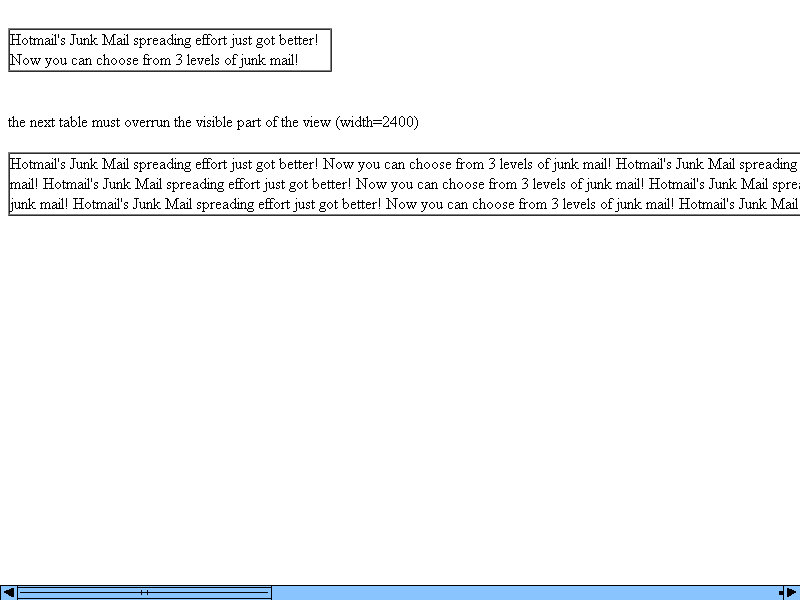 Hotmail's Junk Mail spreading effort just got better!
Now you can choose from 3 levels of junk mail!
the next table must overrun the visible part of the view (width=2400)
Hotmail's Junk Mail spreading effort just got better! Now you can choose from 3 levels of junk mail! Hotmail's Junk Mail spreading
mail! Hotmail's Junk Mail spreading effort just got better! Now you can choose from 3 levels of junk mail! Hotmail's Junk Mail sprea
junk mail! Hotmail's Junk Mail spreading effort just got better! Now you can choose from 3 levels of junk mail! Hotmail's Junk Mail